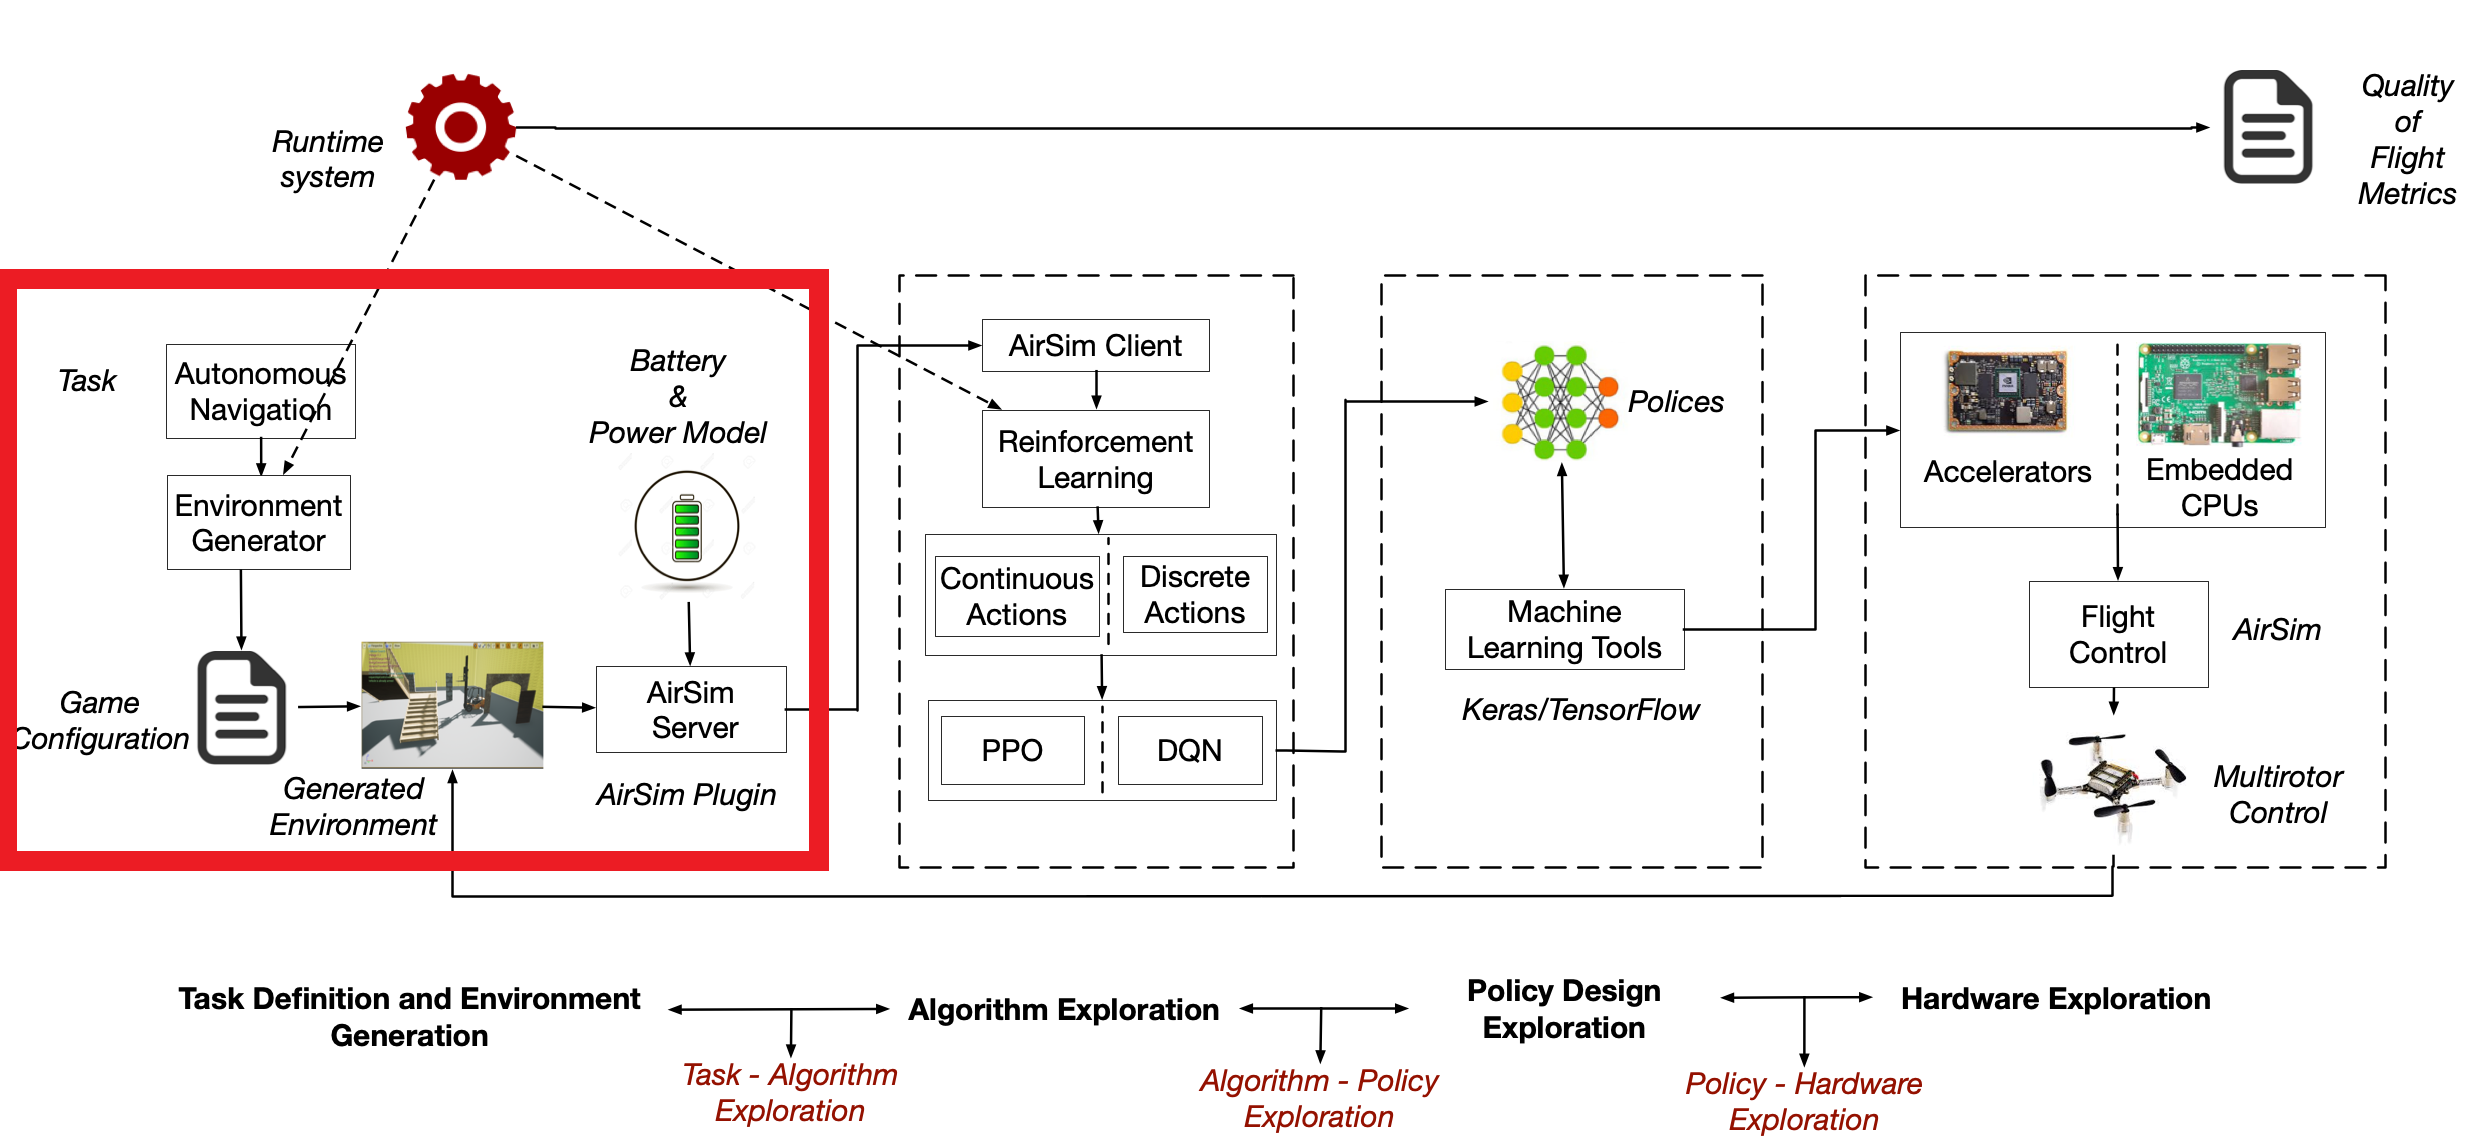 Runtime
system
Quality
of
Flight
Metrics
Task
Autonomous
Navigation
Environment
Generator
Game
Configuration
Generated
Environment
Battery
&
Power Model
AirSim
Server
AirSim Plugin
AirSim Client
Reinforcement
Learning
Continuous
Actions
Discrete
Actions
PPO
DQN
Polices
Machine
Learning Tools
Keras/TensorFlow
Accelerators
Embedded
CPUs
Flight
Control
AirSim
Multirotor
Control
Task Definition and Environment
Generation
Algorithm Exploration
Policy Design
Exploration
Hardware Exploration
Task - Algorithm
Exploration
Algorithm - Policy
Exploration
Policy - Hardware
Exploration